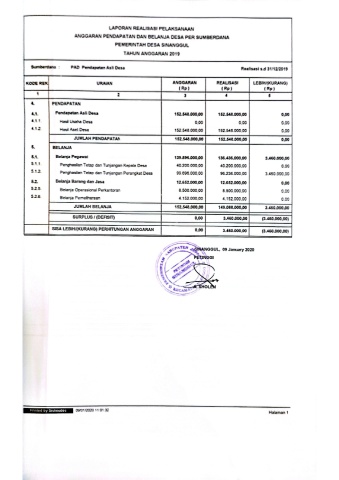 LAPORAN REALISASI PELAKSANAAN
ANGGARAN PENDAPATAN DAN BELANJA DESA PER SUMBERDANA
PEMERINTAH DESA SINANGGUL
TAHUN ANGGARAN 2019
Sumberdana : PAD Pendapatan Asli Desa Realisasi s.d 31/12/2019
KODE REK URAIAN ANGGARAN (Rp) REALISASI (Rp) LEBIH/(KURANG) (Rp)
1 2 3 4 5
4. PENDAPATAN
4.1. Pendapatan Asli Desa 152.548.000,00 152.548.000,00 0,00
4.1.1. Hasil Usaha Desa 0,00 0,00 0,00
4.1.2. Hasil Aset Desa 152.548.000,00 152.548.000,00 0,00
JUMLAH PENDAPATAN 152.548.000,00 152.548.000,00 0,00
5. BELANJA
5.1. Belanja Pegawai 139.896.000,00 136.436.000,00 3.460.000,00
5.1.1. Penghasilan Tetap dan Tunjangan Kepala Desa 40.200.000,00 40.200.000,00 0,00
5.1.2. Penghasilan Tetap dan Tunjangan Perangkat Desa 99.696.000,00 96.236.000,00 3.460.000,00
5.2. Belanja Barang dan Jasa 12.652.000,00 12.652.000,00 0,00
5.2.5. Belanja Operasional Perkantoran 8.500.000,00 8.500.000,00 0,00
5.2.6. Belanja Pemeliharaan 4.152.000,00 4.152.000,00 0,00
JUMLAH BELANJA 152.548.000,00 149.088.000,00 3.460.000,00
SURPLUS / (DEFISIT) 0,00 3.460.000,00 (3.460.000,00)
SISA LEBIH/(KURANG) PERHITUNGAN ANGGARAN 0,00 3.460.000,00 (3.460.000,00)
SINANGGUL, 09 January 2020
PETINGGI
SHOLEH
Printed by Siskeudes 09/01/2020 11:01:32 Halaman 1